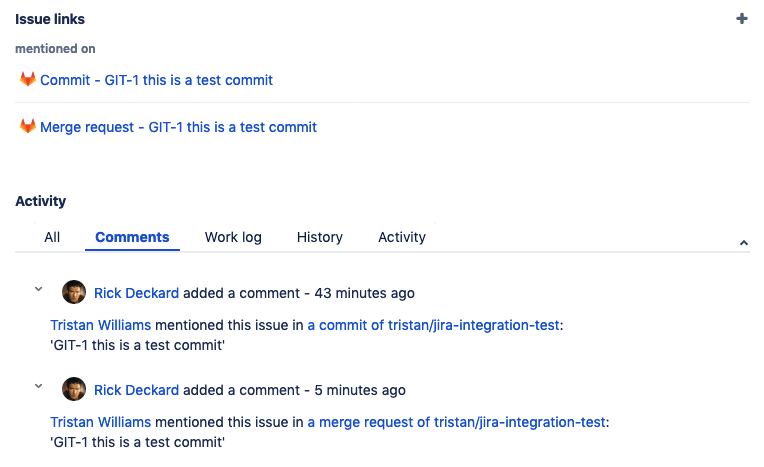 Issue links
mentioned on
Commit - GIT-1 this is a test commit
Merge request - GIT-1 this is a test commit
Activity
All Comments Work log History Activity
Rick Deckard added a comment - 43 minutes ago
Tristan Williams mentioned this issue in a commit of tristan/jira-integration-test:
'GIT-1 this is a test commit'
Rick Deckard added a comment - 5 minutes ago
Tristan Williams mentioned this issue in a merge request of tristan/jira-integration-test:
'GIT-1 this is a test commit'